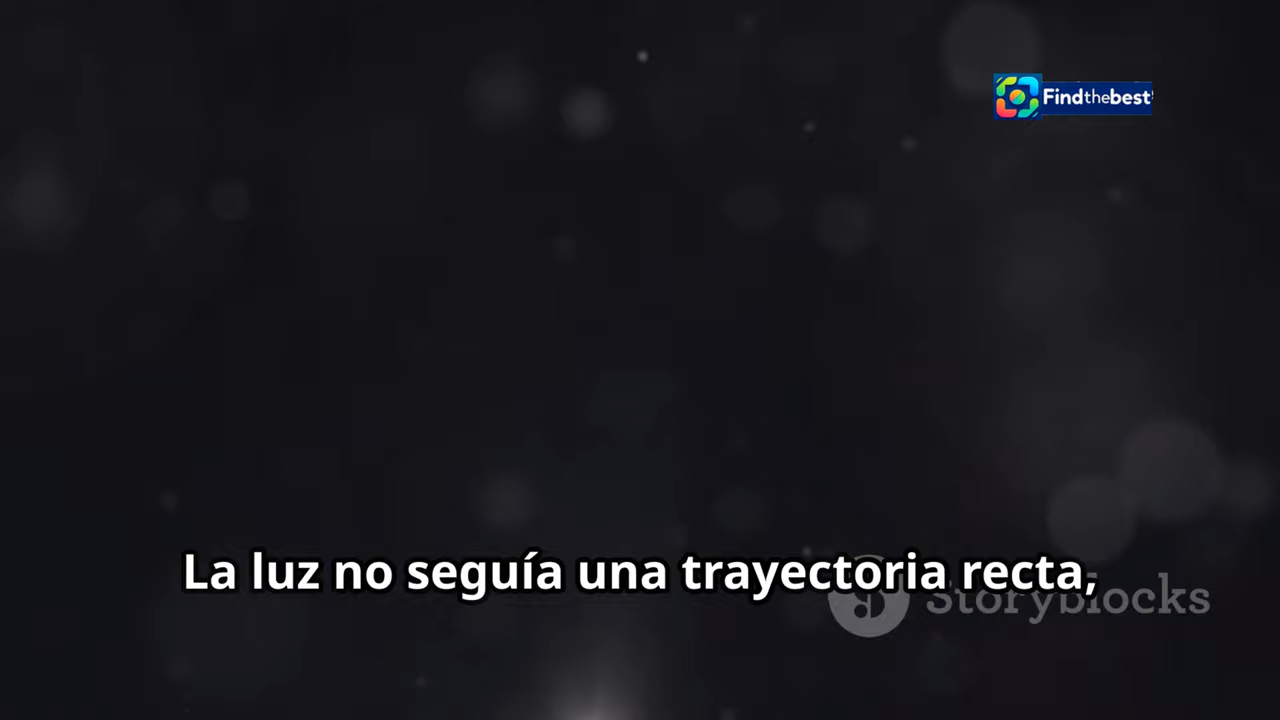 Findthebest
La luz no seguía una trayectoria recta,
Storyblocks